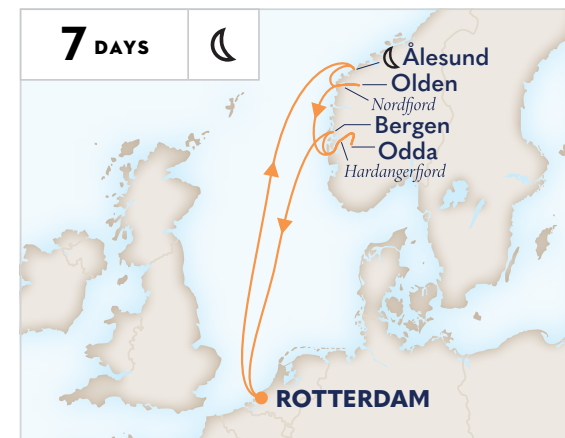 7 DAYS
Ålesund
Olden
Nordfjord
Bergen
Odda
Hardangerfjord
ROTTERDAM